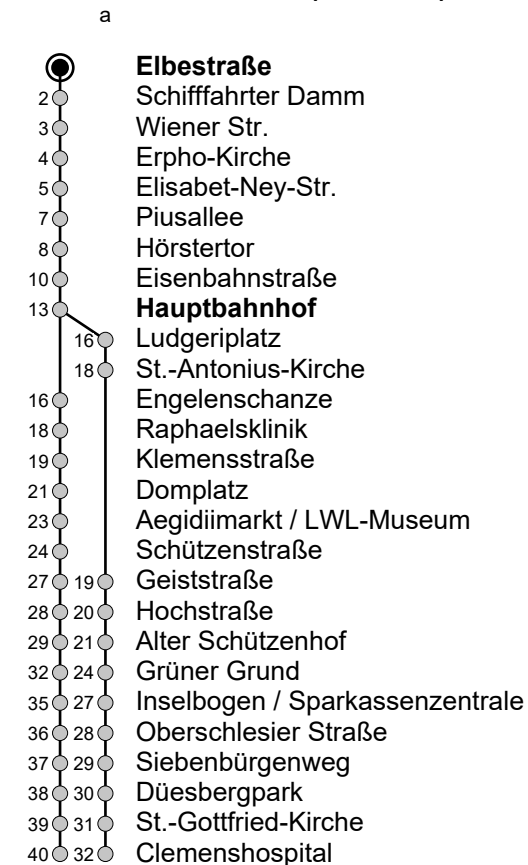 a
Elbestraße
2 Schifffahrter Damm
3 Wiener Str.
4 Erpho-Kirche
5 Elisabet-Ney-Str.
7 Piusallee
8 Hörstertor
10 Eisenbahnstraße
13 Hauptbahnhof
16 Ludgeriplatz
18 St.-Antonius-Kirche
16 Engelenschanze
18 Raphaelsklinik
19 Klemensstraße
21 Domplatz
23 Aegidiimarkt / LWL-Museum
24 Schützenstraße
27 19 Geiststraße
28 20 Hochstraße
29 21 Alter Schützenhof
32 24 Grüner Grund
35 27 Inselbogen / Sparkassenzentrale
36 28 Oberschlesier Straße
37 29 Siebenbürgenweg
38 30 Düesbergpark
39 31 St.-Gottfried-Kirche
40 32 Clemenshospital